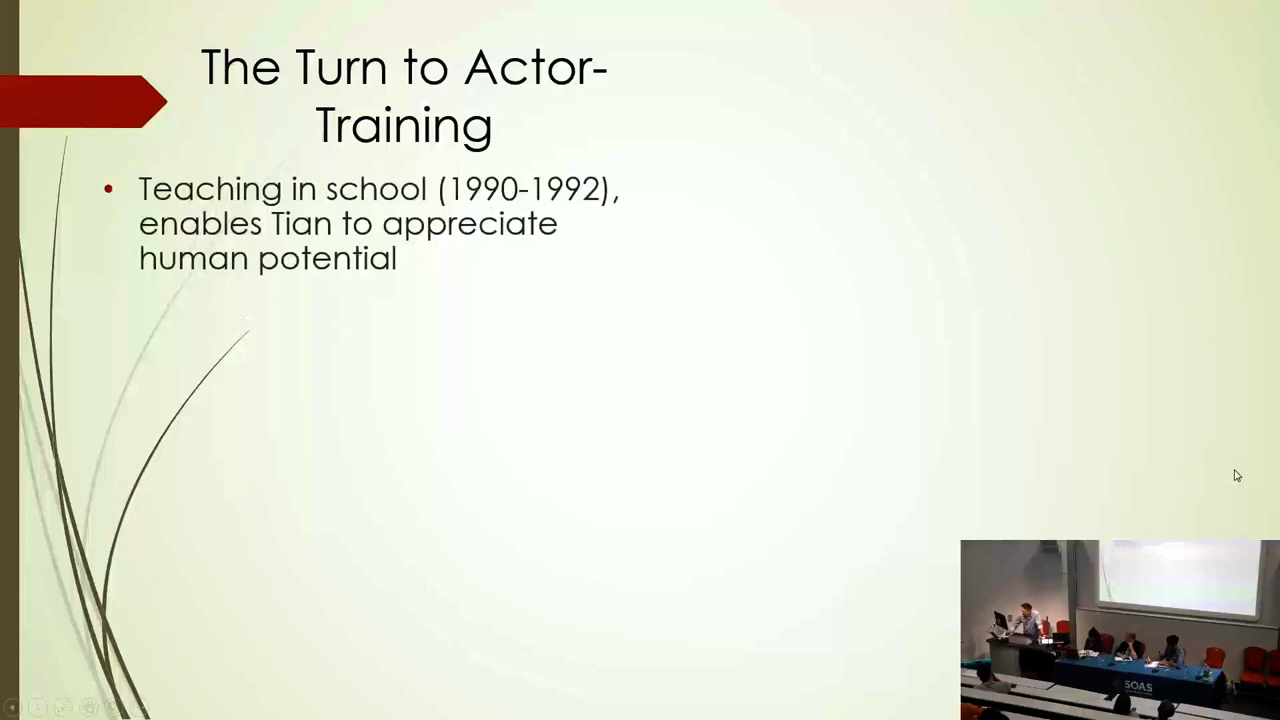 The Turn to Actor-
Training
• Teaching in school (1990-1992),
enables Tian to appreciate
human potential
SOAS